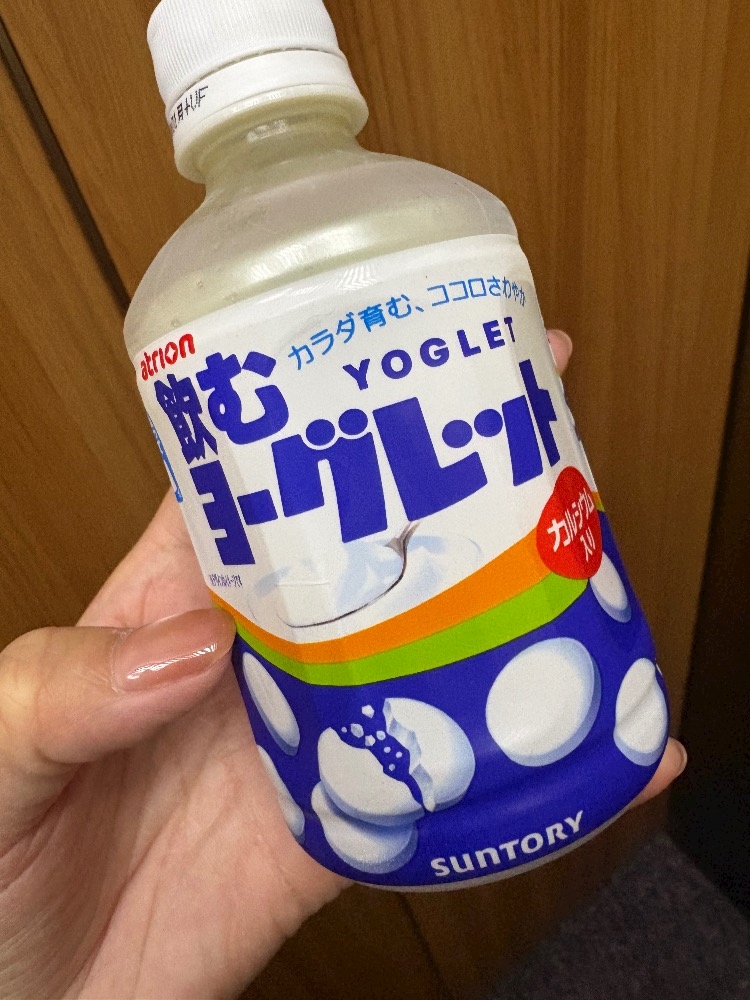 カラダ育む、ココロさわやか
atrion
YOGLET
飲む
ヨーグレット
カルシウム
入り
SUNTORY